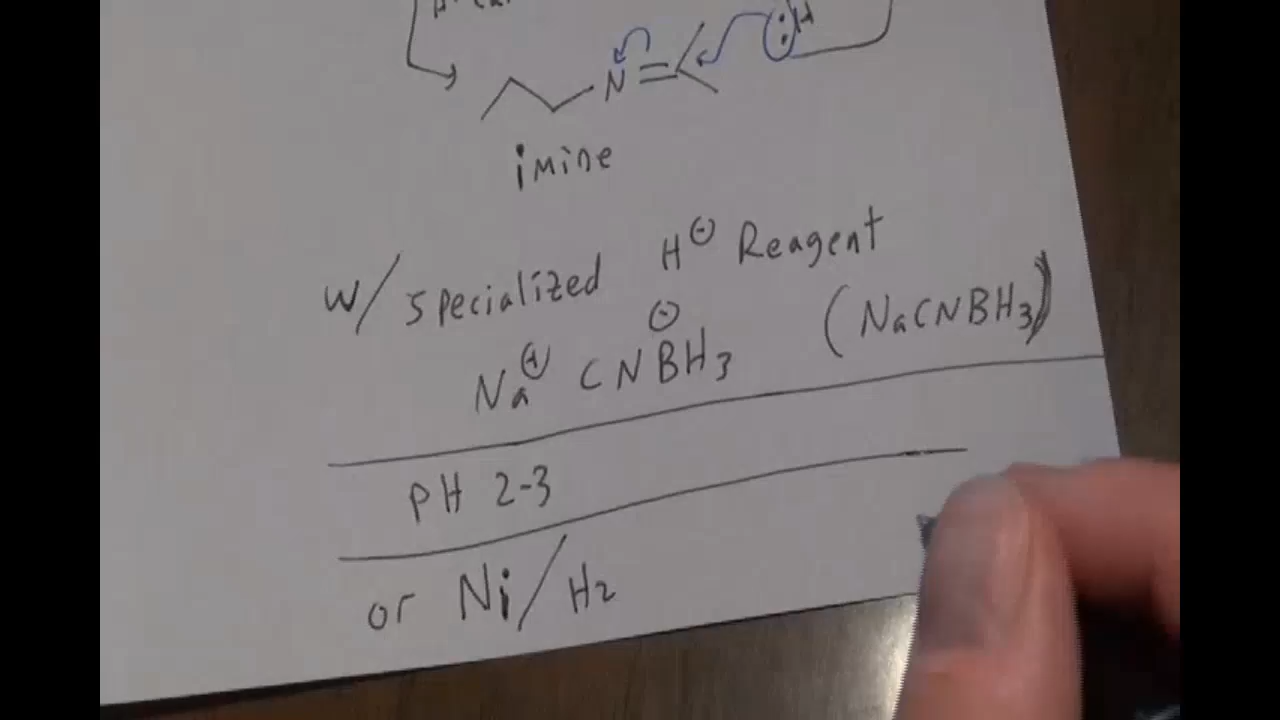 H
N
imine
w/ specialized H⊖ Reagent
⊖
Na⊕ CNBH3 (NaCNBH3)
PH 2-3
or Ni/H2